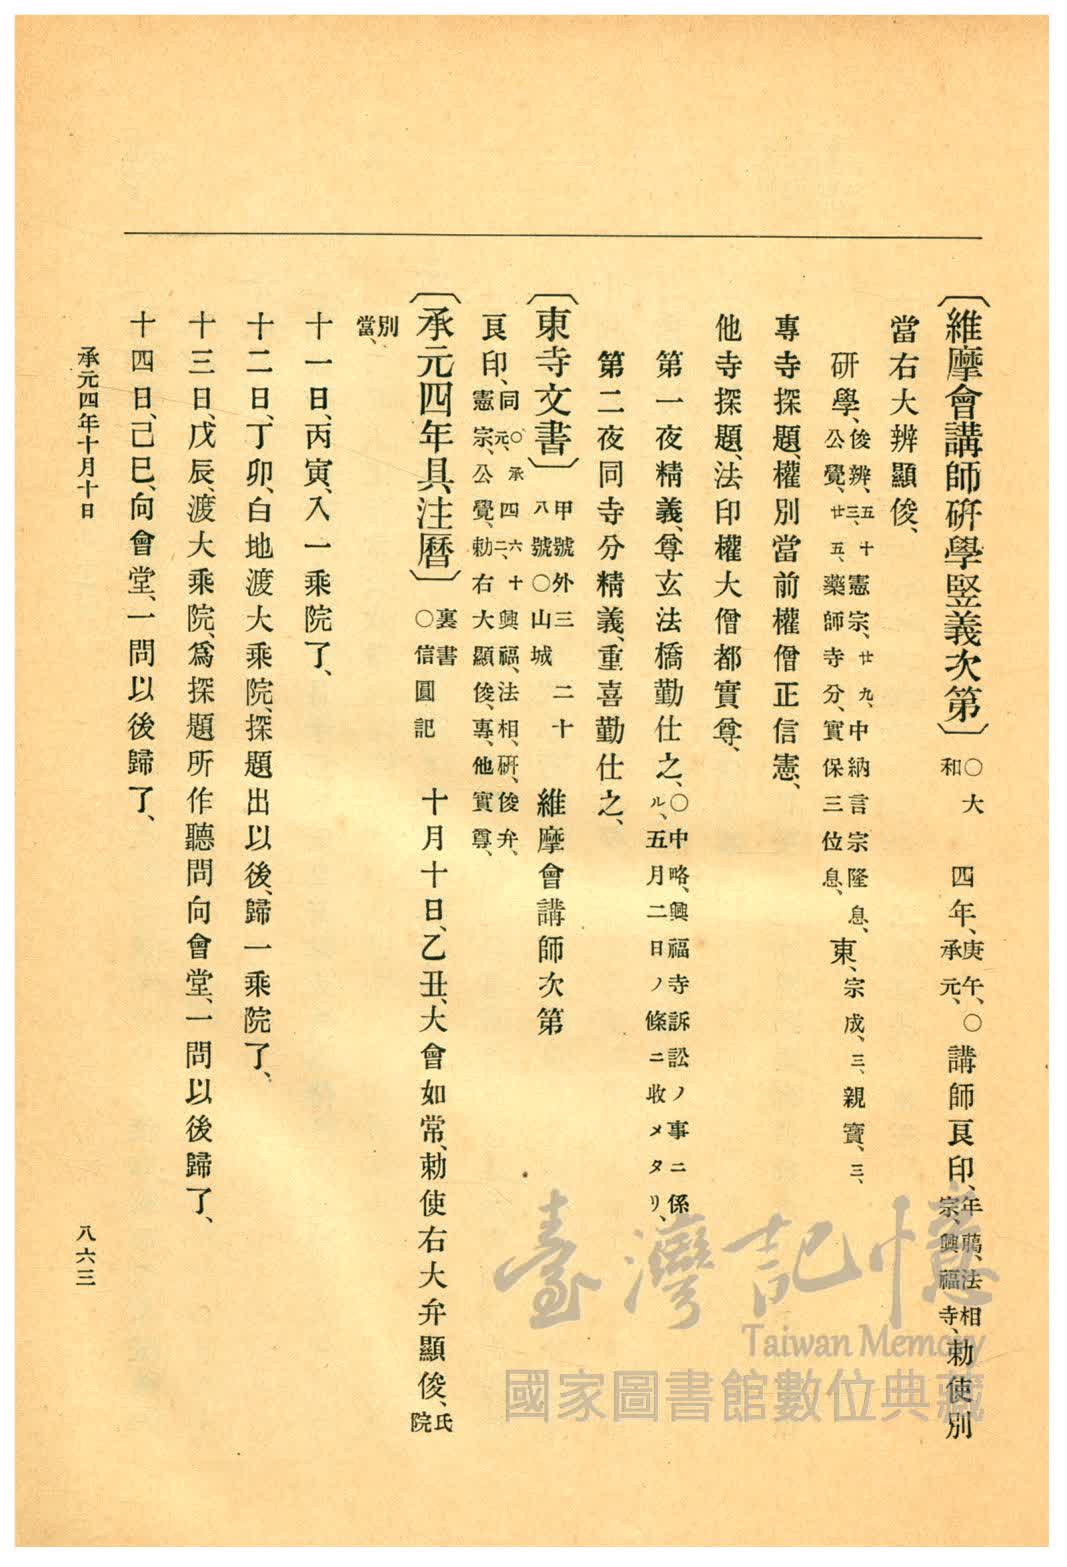 〔維摩會講師硏學竪義次第〕○大和 四年、庚午、承元、○講師良印、年﨟、法相宗、興福寺、勅使別
當右大辨顯俊、
研學、俊辨、五十三、公覺、廿五、憲宗、廿九、中納言宗隆息、藥師寺分、實保三位息、東、宗成、三、親寶、三、
專寺探題、權別當前權僧正信憲、
他寺探題、法印權大僧都實尊、
第一夜精義、尊玄法橋勤仕之、○中略、興福寺訴訟ノ事ニ係ル、五月二日ノ條ニ收メタリ、
第二夜同寺分精義、重喜勤仕之、
〔東寺文書〕甲號外三十八號○山城 二十 維摩會講師次第
良印、同、○承元四、六十二、興福、法相、硏、俊弁、憲宗、公覺、勅右大顯俊、專、他實尊、
〔承元四年具注曆〕裏書○信圓記 十月十日、乙丑、大會如常、勅使右大弁顯俊、氏院
別當、
十一日、丙寅、入一乘院了、
十二日、丁卯、白地渡大乘院、探題出以後、歸一乘院了、
十三日、戊辰、渡大乘院、爲探題所作聽問向會堂、一問以後歸了、
十四日、己巳、向會堂、一問以後歸了、
承元四年十月十日
八六三
臺灣記憶
Taiwan Memory
國家圖書館數位典藏